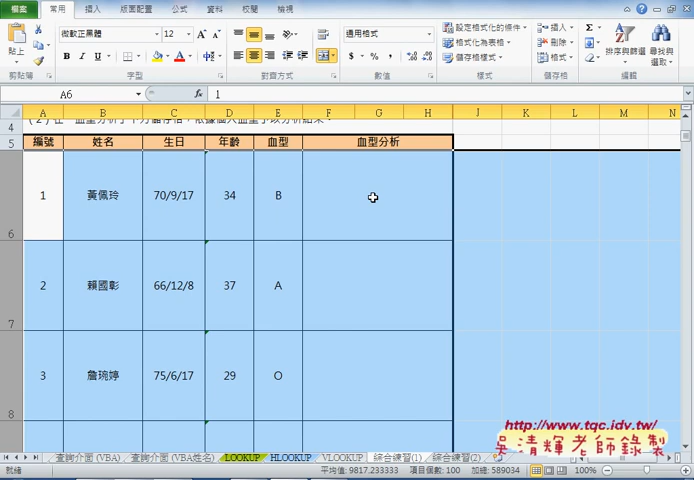 檔案 常用 插入 版面配置 公式 資料 校閱 檢視
貼上 微軟正黑體 12 A A 通用格式 設定格式化的條件 插入 Σ
B I U $ % , 格式化為表格 刪除 排序與篩選 尋找與選取
儲存格樣式 格式
剪貼簿 字型 對齊方式 數值 樣式 儲存格 編輯
A6 fx 1
A B C D E F G H J K L M N
4
5 編號 姓名 生日 年齡 血型 血型分析
6 1 黃佩玲 70/9/17 34 B
7 2 賴國彰 66/12/8 37 A
8 3 詹琬婷 75/6/17 29 O
http://www.tqc.idv.tw/
吳清輝老師錄製
查詢介面 (VBA) 查詢介面 (VBA姓名) LOOKUP HLOOKUP VLOOKUP 綜合練習(1) 綜合練習(2)
就緒 平均值: 9817.233333 項目個數: 100 加總: 589034 100%